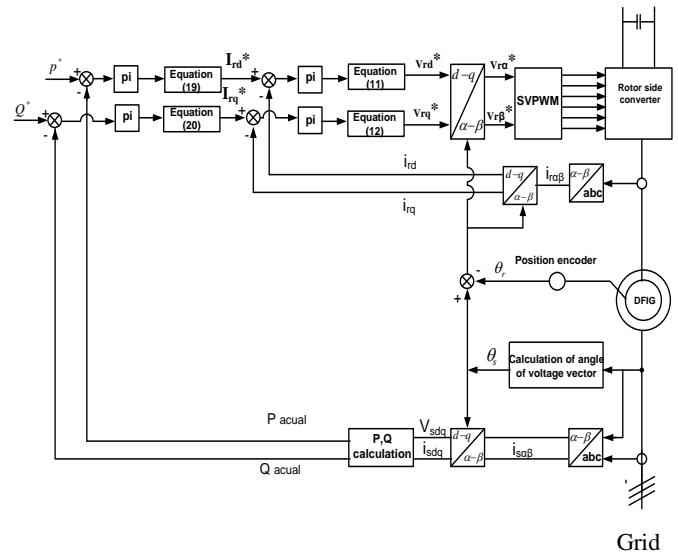 p*
+
-
pi
Equation
(19)
Ird*
+
-
pi
Equation
(11)
vrd*
d-q
α-β
vrα*
SVPWM
Rotor side
converter
Q*
+
-
pi
Equation
(20)
Irq*
+
-
pi
Equation
(12)
vrq*
vrβ*
ird
irq
d-q
α-β
irαβ
α-β
abc
-
+
θr
Position encoder
DFIG
θs
Calculation of angle
of voltage vector
P acual
Q acual
P,Q
calculation
Vsdq
isdq
d-q
α-β
isαβ
α-β
abc
Grid